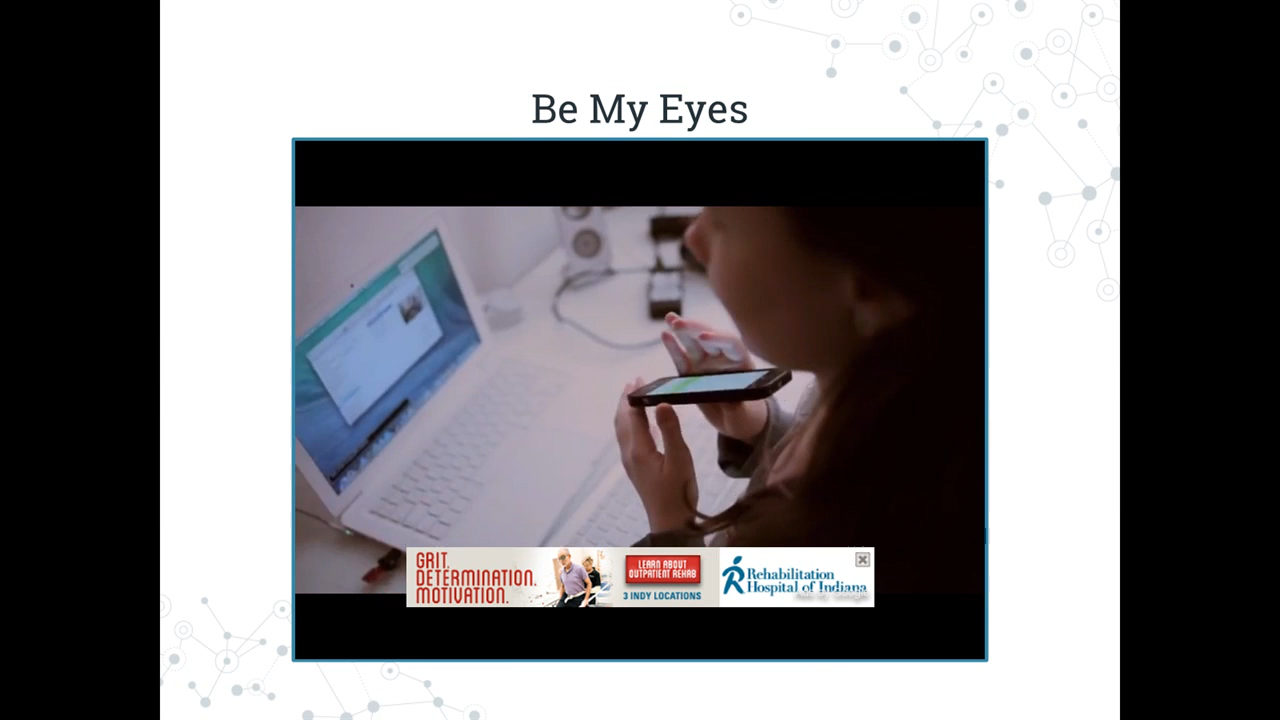 Be My Eyes
GRIT.
DETERMINATION.
MOTIVATION.
LEARN ABOUT
OUTPATIENT REHAB
3 INDY LOCATIONS
Rehabilitation
Hospital of Indiana